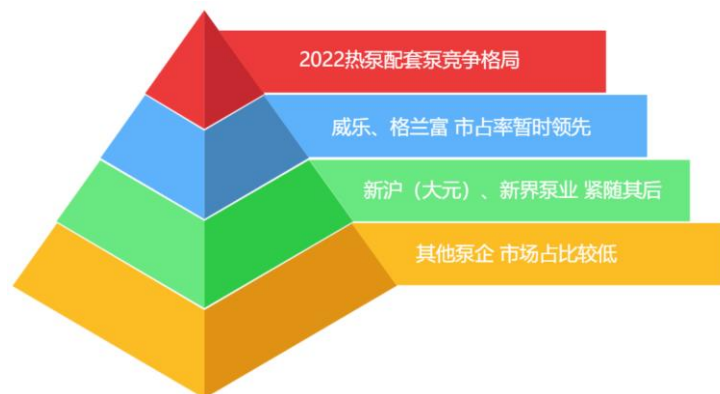 2022热泵配套泵竞争格局
威乐、格兰富 市占率暂时领先
新沪（大元）、新界泵业 紧随其后
其他泵企 市场占比较低